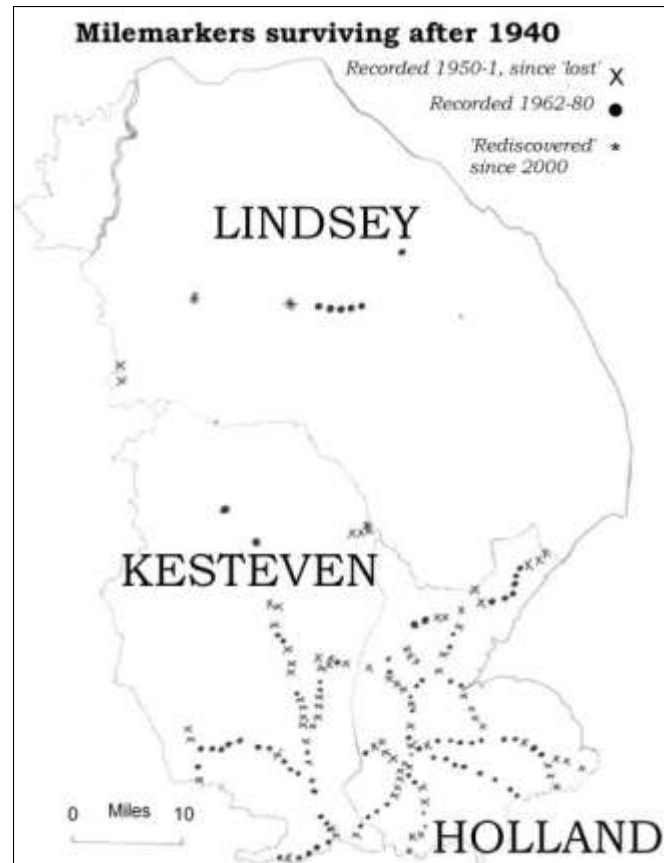 Milemarkers surviving after 1940
Recorded 1950-1, since 'lost' X
Recorded 1962-80
'Rediscovered' *
since 2000
LINDSEY
KESTEVEN
0 Miles 10
HOLLAND